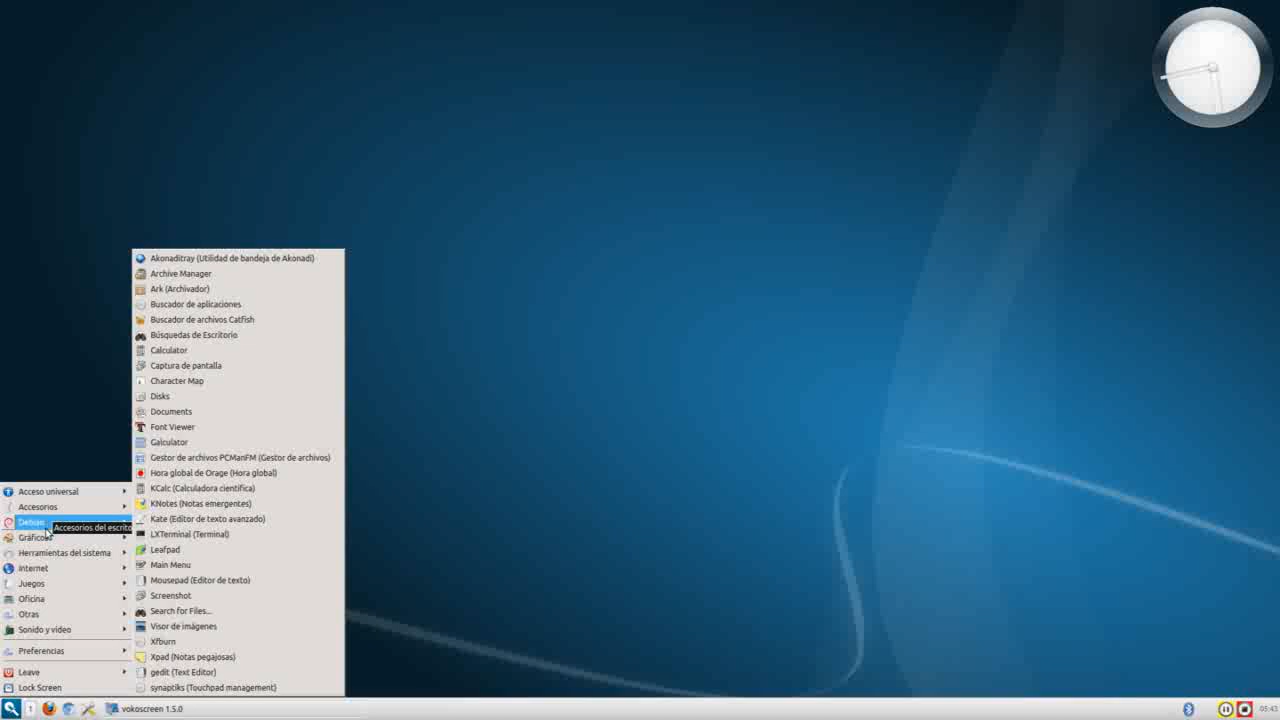 Akonaditray (Utilidad de bandeja de Akonadi)
Archive Manager
Ark (Archivador)
Buscador de aplicaciones
Buscador de archivos Catfish
Búsquedas de Escritorio
Calculator
Captura de pantalla
Character Map
Disks
Documents
Font Viewer
Galculator
Gestor de archivos PCManFM (Gestor de archivos)
Hora global de Orage (Hora global)
KCalc (Calculadora científica)
KNotes (Notas emergentes)
Kate (Editor de texto avanzado)
LXTerminal (Terminal)
Leafpad
Main Menu
Mousepad (Editor de texto)
Screenshot
Search for Files...
Visor de imágenes
Xfburn
Xpad (Notas pegajosas)
gedit (Text Editor)
synaptiks (Touchpad management)
Acceso universal
Accesorios
Debian
Accesorios del escrito
Gráficos
Herramientas del sistema
Internet
Juegos
Oficina
Otras
Sonido y vídeo
Preferencias
Leave
Lock Screen
1
vokoscreen 1.5.0
05:43